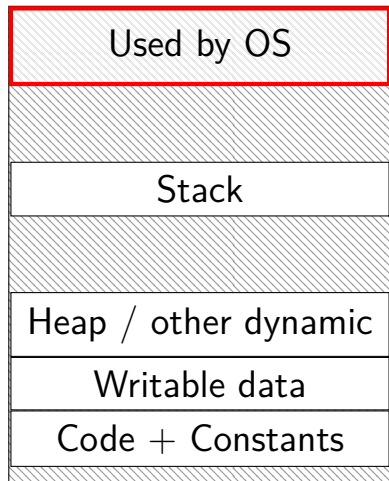 Used by OS
Stack
Heap / other dynamic
Writable data
Code + Constants